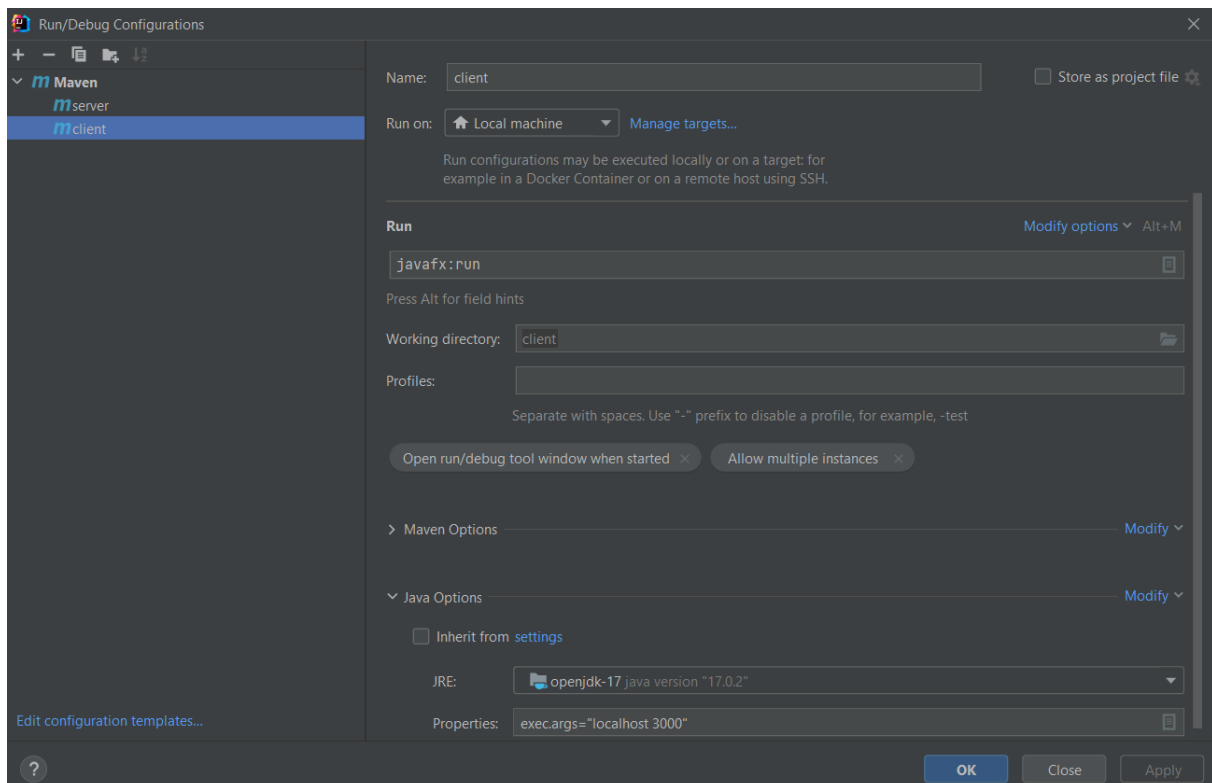 Run/Debug Configurations
Maven
server
client
Edit configuration templates...
Name: client
Store as project file
Run on: Local machine Manage targets...
Run configurations may be executed locally or on a target: for
example in a Docker Container or on a remote host using SSH.
Run Modify options Alt+M
javafx:run
Press Alt for field hints
Working directory: client
Profiles:
Separate with spaces. Use "-" prefix to disable a profile, for example, -test
Open run/debug tool window when started × Allow multiple instances ×
Maven Options Modify
Java Options Modify
Inherit from settings
JRE: openjdk-17 java version "17.0.2"
Properties: exec.args="localhost 3000"
? OK Close Apply